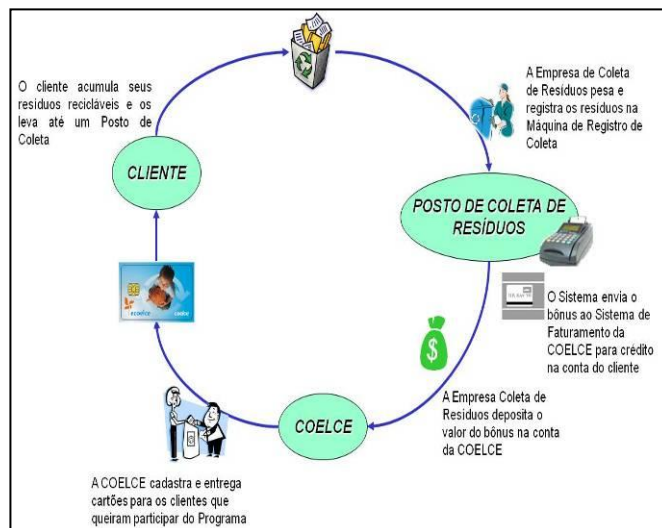 O cliente acumula seus
resíduos recicláveis e os
leva até um Posto de
Coleta
A Empresa de Coleta
de Resíduos pesa e
registra os resíduos na
Máquina de Registro de
Coleta
CLIENTE
POSTO DE COLETA DE
RESÍDUOS
O Sistema envia o
bônus ao Sistema de
Faturamento da
COELCE para crédito
na conta do cliente
$
A Empresa Coleta de
Resíduos deposita o
valor do bônus na conta
da COELCE
COELCE
A COELCE cadastra e entrega
cartões para os clientes que
queiram participar do Programa